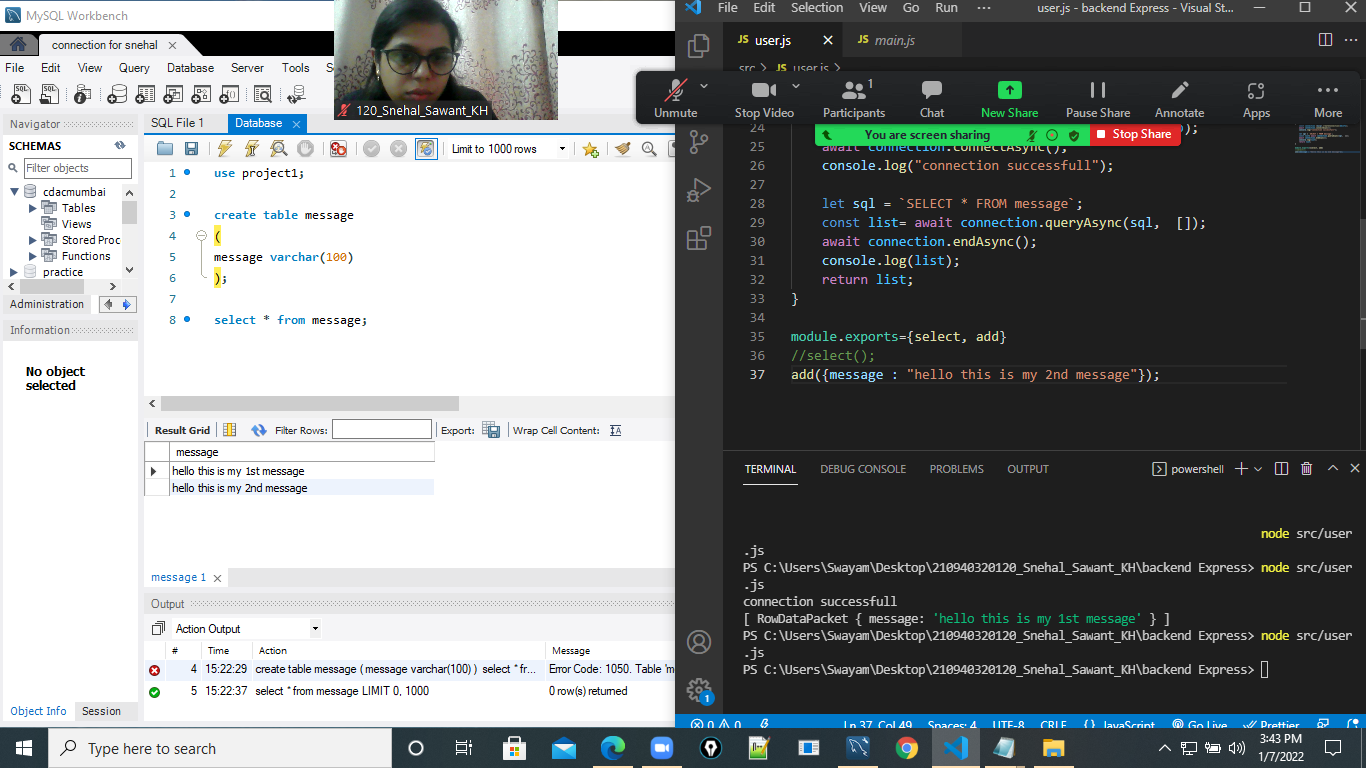 MySQL Workbench
connection for snehal
File Edit View Query Database Server Tools
Navigator
SCHEMAS
Filter objects
cdacmumbai
Tables
Views
Stored Proc
Functions
practice
Administration
Information
No object
selected
Object Info Session
SQL File 1 Database
Limit to 1000 rows
1 use project1;
2
3 create table message
4 (
5 message varchar(100)
6 );
7
8 select * from message;
Result Grid Filter Rows: Export: Wrap Cell Content:
message
hello this is my 1st message
hello this is my 2nd message
message 1
Output
Action Output
# Time Action Message
4 15:22:29 create table message ( message varchar(100) ) select * fr... Error Code: 1050. Table 'm
5 15:22:37 select * from message LIMIT 0, 1000 0 row(s) returned
120_Snehal_Sawant_KH
File Edit Selection View Go Run ··· user.js - backend Express - Visual St...
JS user.js JS main.js
src > JS user.js >
Unmute Stop Video Participants 1 Chat New Share Pause Share Annotate Apps More
You are screen sharing Stop Share
24 );
25 await connection.connectAsync();
26 console.log("connection successfull");
27
28 let sql = `SELECT * FROM message`;
29 const list= await connection.queryAsync(sql, []);
30 await connection.endAsync();
31 console.log(list);
32 return list;
33 }
34
35 module.exports={select, add}
36 //select();
37 add({message : "hello this is my 2nd message"});
TERMINAL DEBUG CONSOLE PROBLEMS OUTPUT powershell
node src/user
.js
PS C:\Users\Swayam\Desktop\210940320120_Snehal_Sawant_KH\backend Express> node src/user
.js
connection successfull
[ RowDataPacket { message: 'hello this is my 1st message' } ]
PS C:\Users\Swayam\Desktop\210940320120_Snehal_Sawant_KH\backend Express> node src/user
.js
PS C:\Users\Swayam\Desktop\210940320120_Snehal_Sawant_KH\backend Express>
1
0 0 Ln 37, Col 49 Spaces: 4 UTF-8 CRLF {} JavaScript Go Live Prettier
Type here to search
3:43 PM
1/7/2022